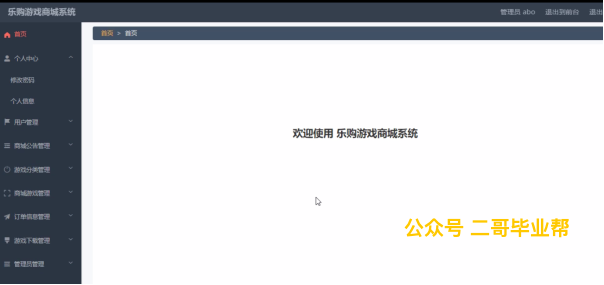 乐购游戏商城系统
管理员 abo 退出到前台 退出
首页
首页 > 首页
个人中心
修改密码
个人信息
用户管理
商城公告管理
游戏分类管理
商城游戏管理
订单信息管理
游戏下载管理
管理员管理
欢迎使用 乐购游戏商城系统
公众号 二哥毕业帮